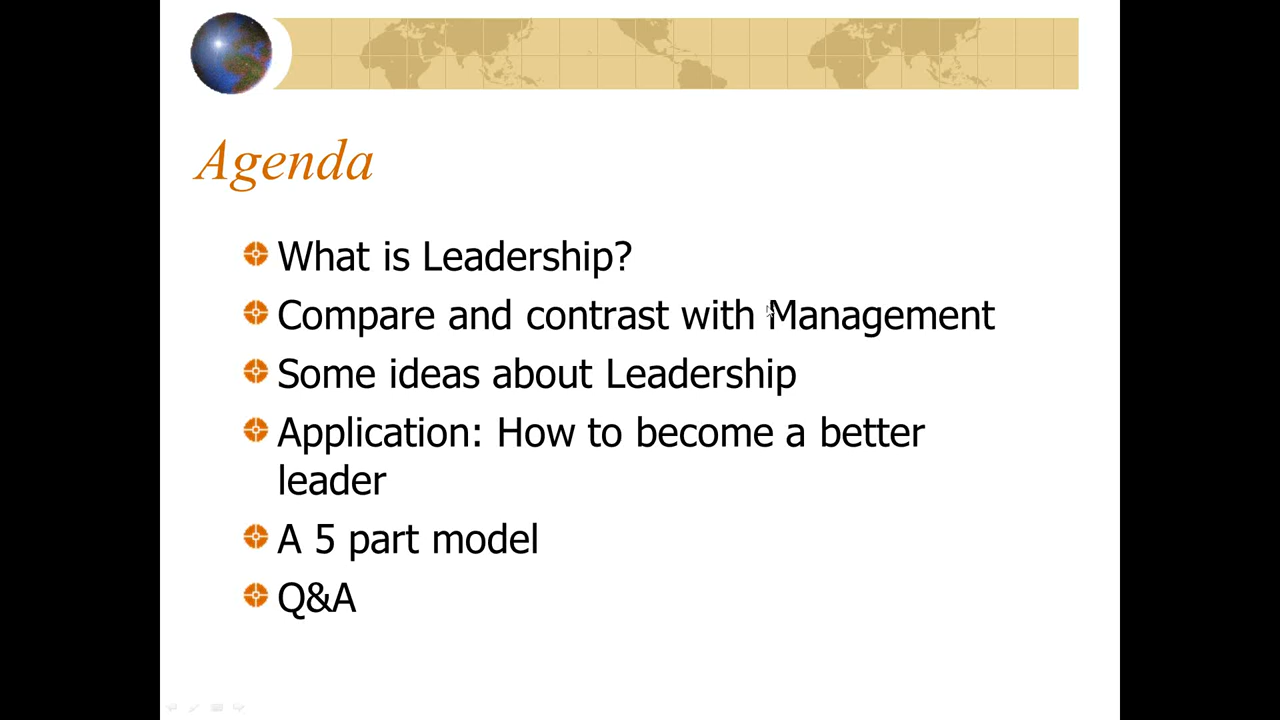 Agenda
What is Leadership?
Compare and contrast with Management
Some ideas about Leadership
Application: How to become a better
leader
A 5 part model
Q&A